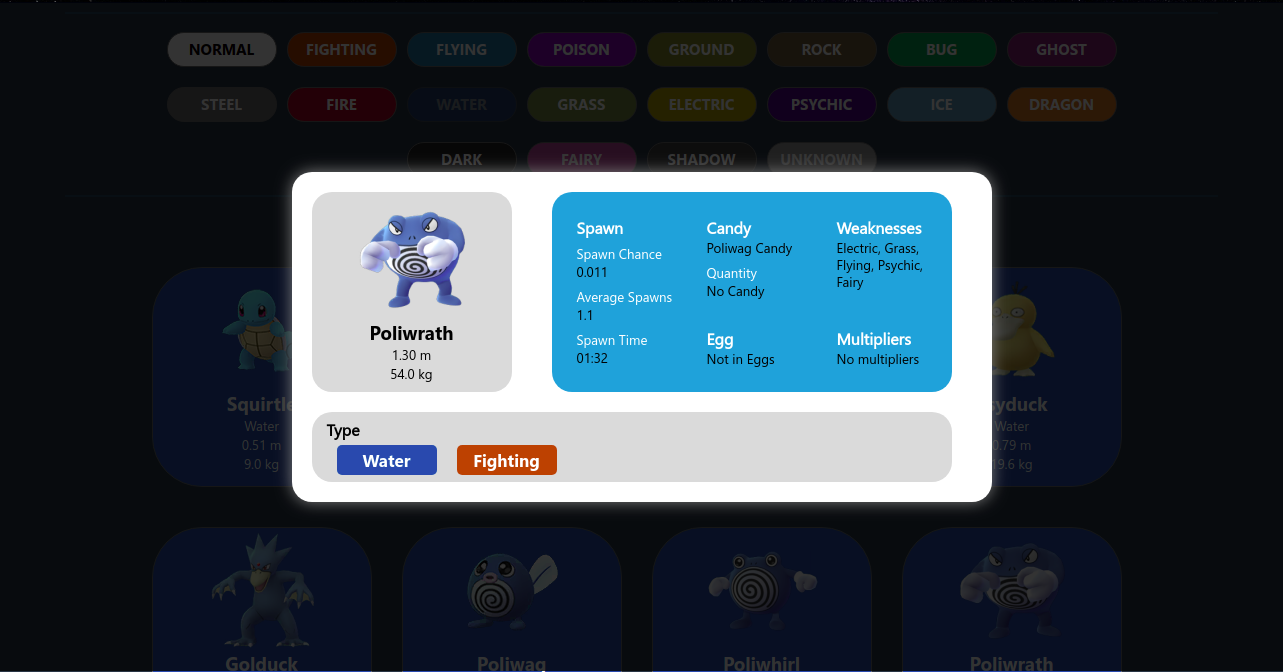 NORMAL FIGHTING FLYING POISON GROUND ROCK BUG GHOST
STEEL FIRE WATER GRASS ELECTRIC PSYCHIC ICE DRAGON
DARK FAIRY SHADOW UNKNOWN
Poliwrath
1.30 m
54.0 kg
Spawn
Spawn Chance
0.011
Average Spawns
1.1
Spawn Time
01:32
Candy
Poliwag Candy
Quantity
No Candy
Egg
Not in Eggs
Weaknesses
Electric, Grass,
Flying, Psychic,
Fairy
Multipliers
No multipliers
Type
Water Fighting
Squirtle
Water
0.51 m
9.0 kg
syduck
Water
0.79 m
19.6 kg
Golduck Poliwag Poliwhirl Poliwrath